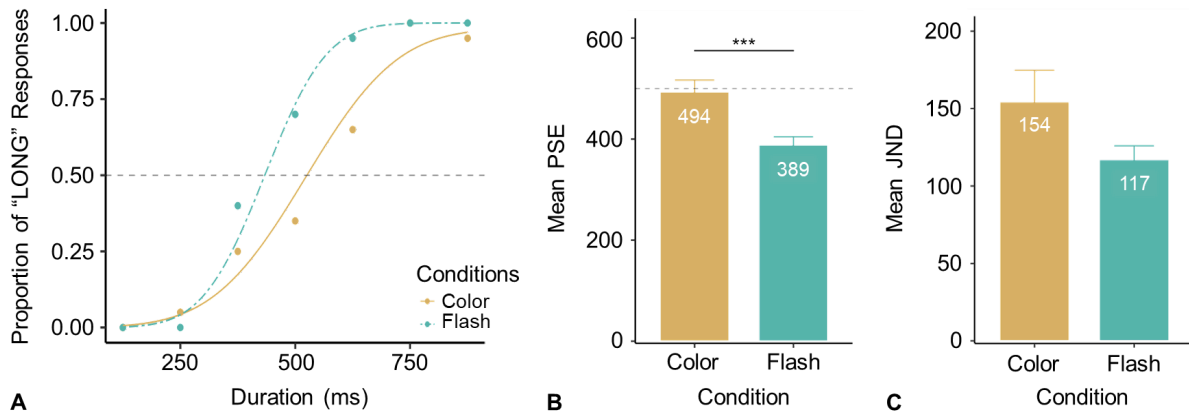 Proportion of “LONG” Responses
1.00
0.75
0.50
0.25
0.00
250
500
750
Duration (ms)
Conditions
Color
Flash
A
Mean PSE
600
400
200
0
***
494
389
Color
Flash
Condition
B
Mean JND
200
150
100
50
0
154
117
Color
Flash
Condition
C